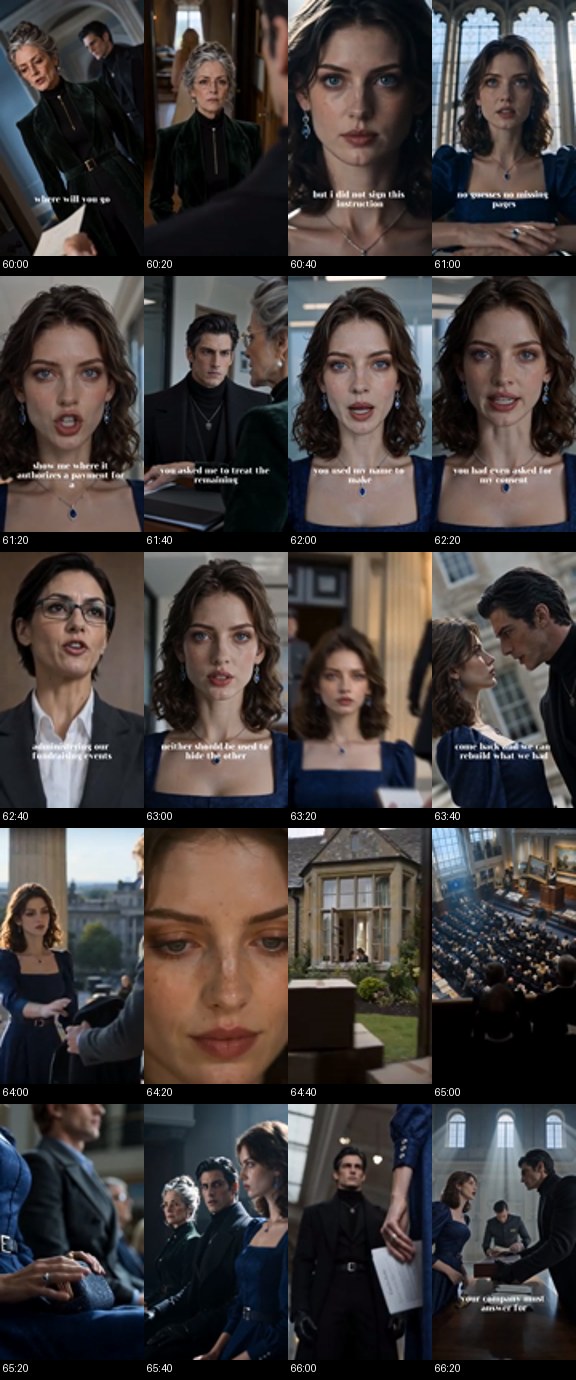 where will you go
60:00
60:20
but i did not sign this
instruction
60:40
no guesses no missing
pages
61:00
show me where it
authorizes a payment for
a
61:20
you asked me to treat the
remaining
61:40
you used my name to
make
62:00
you had even asked for
my consent
62:20
administering our
fundraising events
62:40
neither should be used to
hide the other
63:00
63:20
come back and we can
rebuild what we had
63:40
64:00
64:20
64:40
65:00
65:20
65:40
66:00
your company must
answer for
66:20